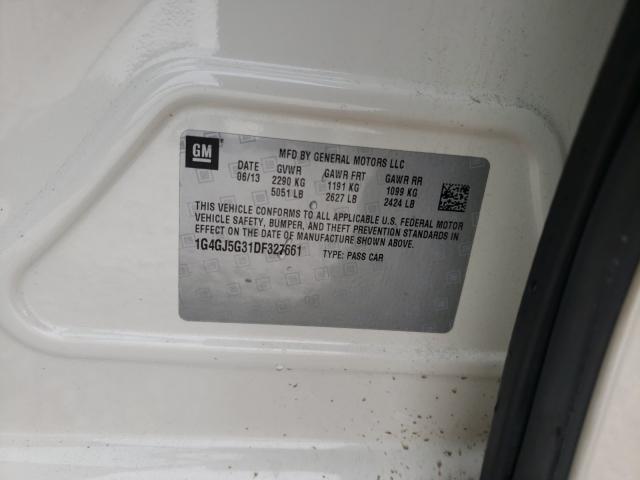 GM
MFD BY GENERAL MOTORS LLC
DATE GVWR GAWR FRT GAWR RR
06/13 2290 KG 1191 KG 1099 KG
5051 LB 2627 LB 2424 LB
THIS VEHICLE CONFORMS TO ALL APPLICABLE U.S. FEDERAL MOTOR
VEHICLE SAFETY, BUMPER, AND THEFT PREVENTION STANDARDS IN
EFFECT ON THE DATE OF MANUFACTURE SHOWN ABOVE.
1G4GJ5G31DF327661 TYPE: PASS CAR